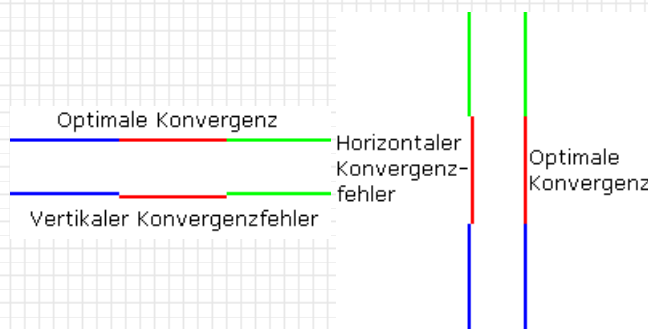 Optimale Konvergenz
Vertikaler Konvergenzfehler
Horizontaler
Konvergenz-
fehler
Optimale
Konvergenz